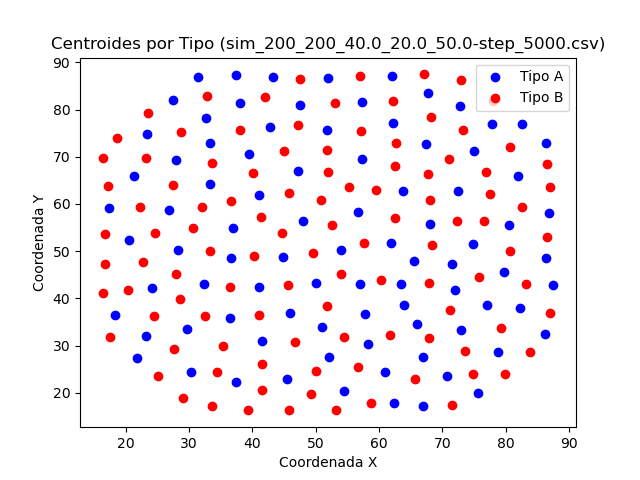 Centroides por Tipo (sim_200_200_40.0_20.0_50.0-step_5000.csv)
Tipo A
Tipo B
90
80
70
60
50
40
30
20
Coordenada Y
20 30 40 50 60 70 80 90
Coordenada X